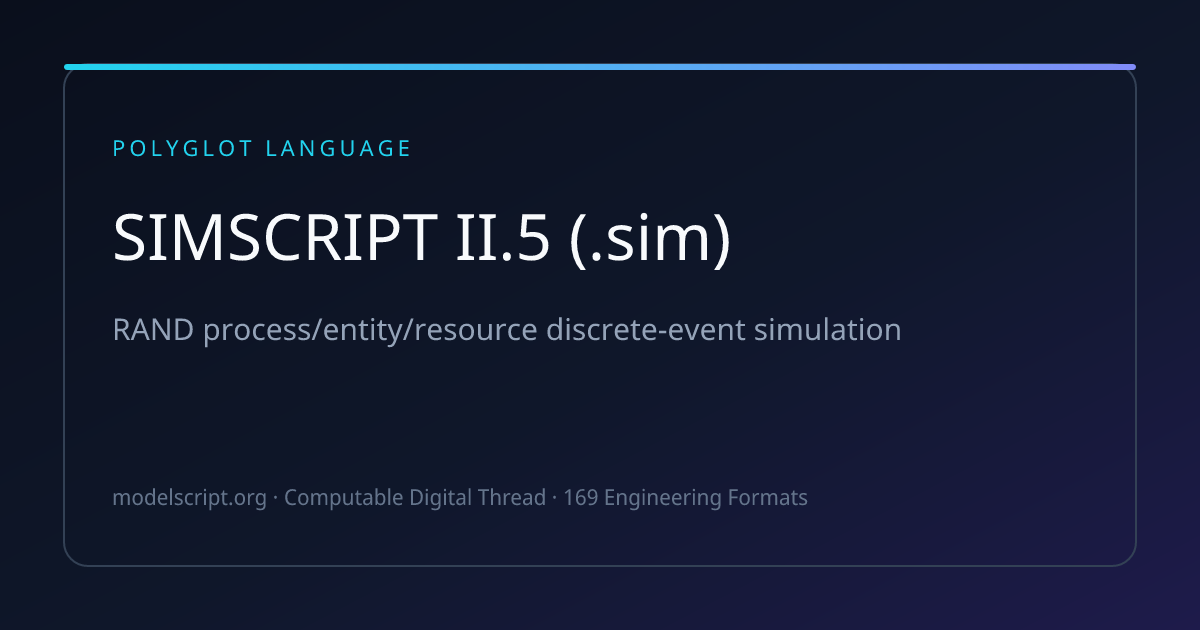 POLYGLOT LANGUAGE
SIMSCRIPT II.5 (.sim)
RAND process/entity/resource discrete-event simulation
modelscript.org · Computable Digital Thread · 169 Engineering Formats